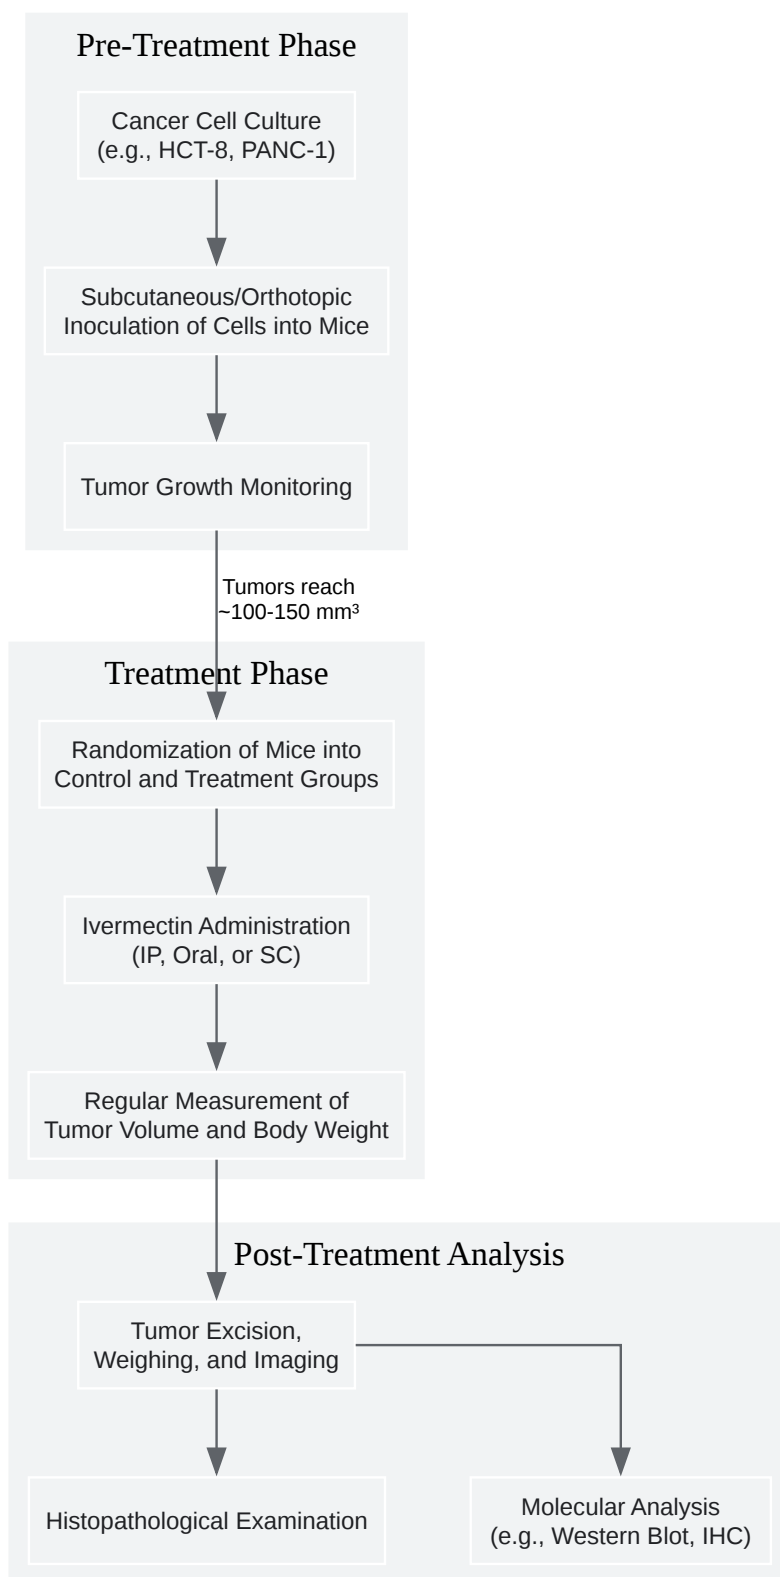 Pre-Treatment Phase
Cancer Cell Culture
(e.g., HCT-8, PANC-1)
Subcutaneous/Orthotopic
Inoculation of Cells into Mice
Tumor Growth Monitoring
Tumors reach
~100-150 mm³
Treatment Phase
Randomization of Mice into
Control and Treatment Groups
Ivermectin Administration
(IP, Oral, or SC)
Regular Measurement of
Tumor Volume and Body Weight
Post-Treatment Analysis
Tumor Excision,
Weighing, and Imaging
Histopathological Examination
Molecular Analysis
(e.g., Western Blot, IHC)